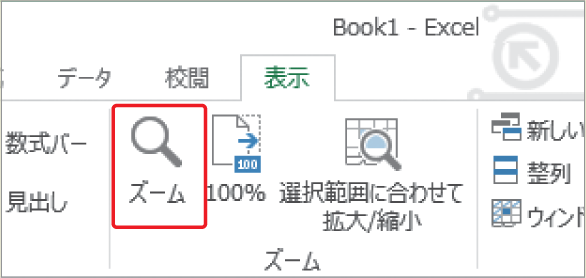 Book1 - Excel
データ 校閲 表示
数式バー
見出し
ズーム
100
100%
選択範囲に合わせて
拡大/縮小
新しい
整列
ウィンド
ズーム